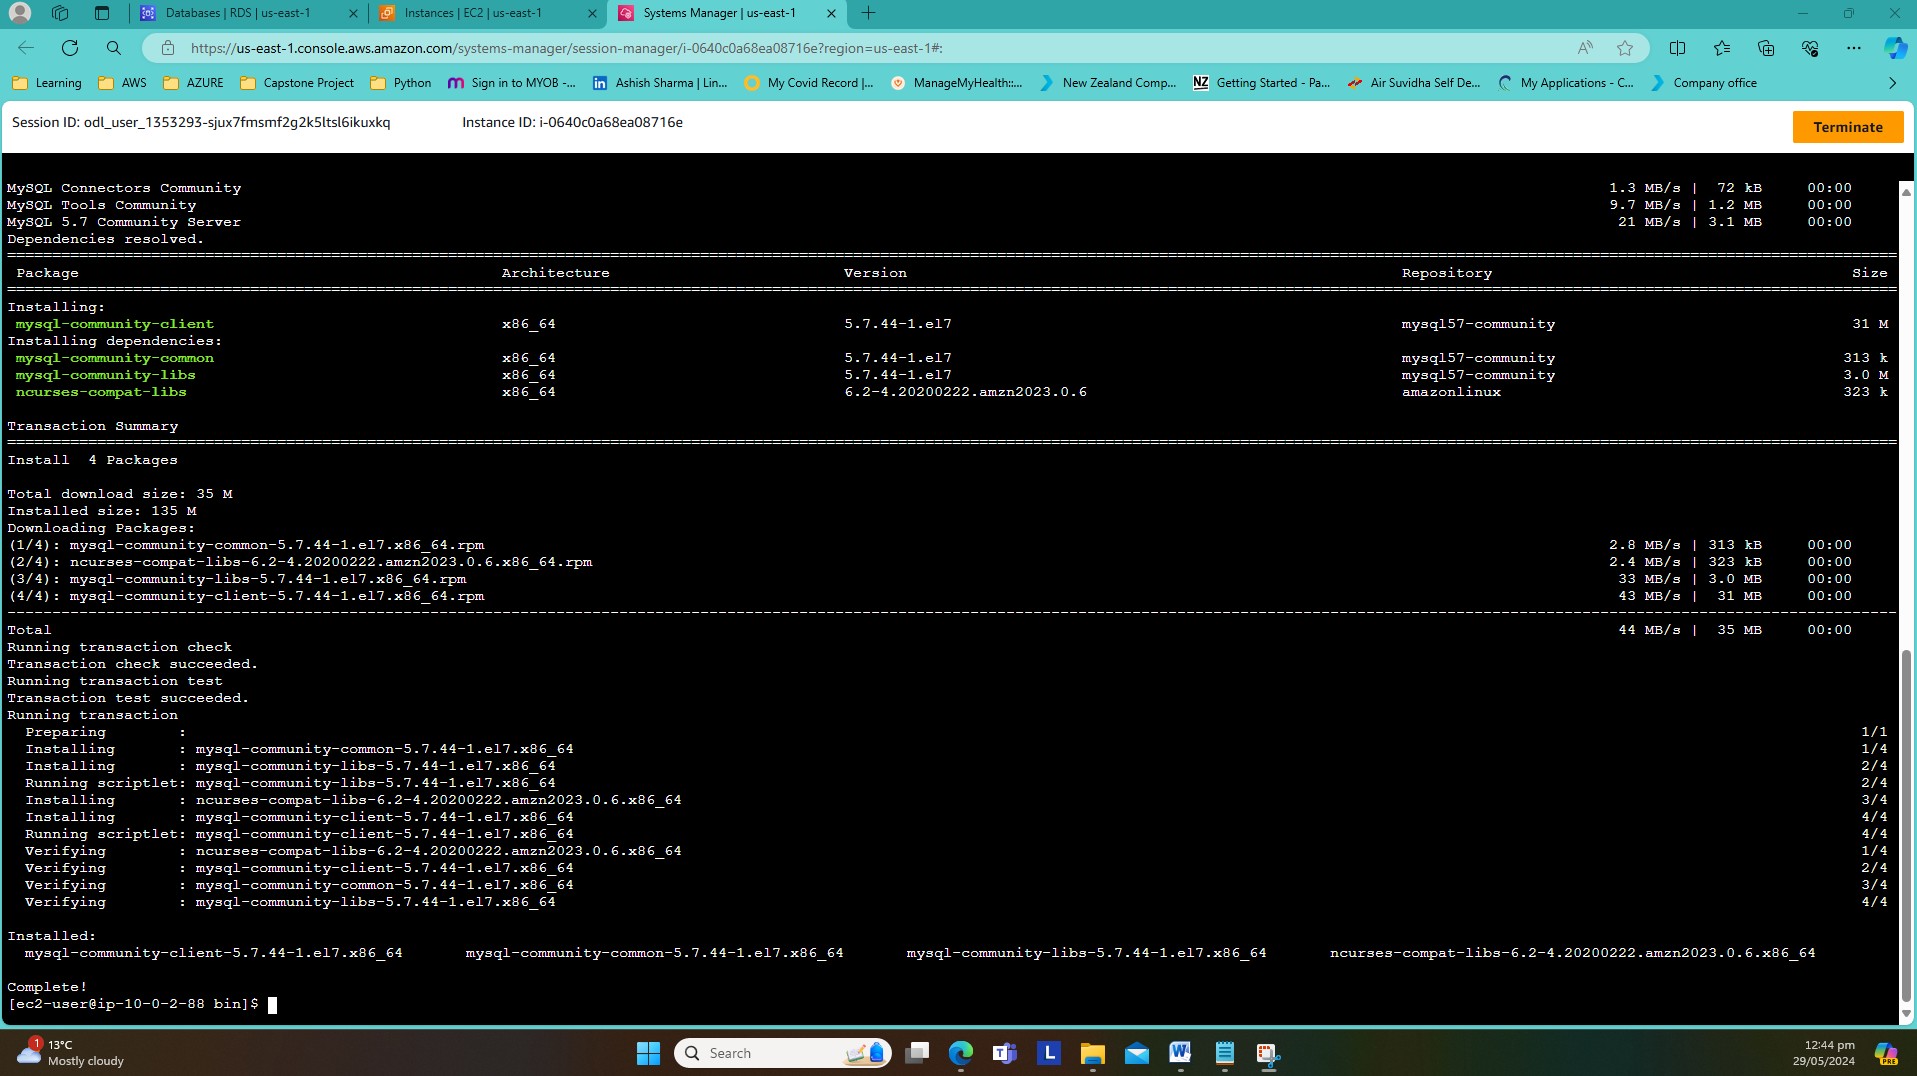 Databases | RDS | us-east-1
Instances | EC2 | us-east-1
Systems Manager | us-east-1
https://us-east-1.console.aws.amazon.com/systems-manager/session-manager/i-0640c0a68ea08716e?region=us-east-1#:
Learning AWS AZURE Capstone Project Python Sign in to MYOB -... Ashish Sharma | Lin... My Covid Record |... ManageMyHealth::... New Zealand Comp... NZ Getting Started - Pa... Air Suvidha Self De... My Applications - C... Company office
Session ID: odl_user_1353293-sjux7fmsmf2g2k5ltsl6ikuxkq Instance ID: i-0640c0a68ea08716e Terminate
MySQL Connectors Community 1.3 MB/s | 72 kB 00:00
MySQL Tools Community 9.7 MB/s | 1.2 MB 00:00
MySQL 5.7 Community Server 21 MB/s | 3.1 MB 00:00
Dependencies resolved.
Package Architecture Version Repository Size
Installing:
mysql-community-client x86_64 5.7.44-1.el7 mysql57-community 31 M
Installing dependencies:
mysql-community-common x86_64 5.7.44-1.el7 mysql57-community 313 k
mysql-community-libs x86_64 5.7.44-1.el7 mysql57-community 3.0 M
ncurses-compat-libs x86_64 6.2-4.20200222.amzn2023.0.6 amazonlinux 323 k
Transaction Summary
Install 4 Packages
Total download size: 35 M
Installed size: 135 M
Downloading Packages:
(1/4): mysql-community-common-5.7.44-1.el7.x86_64.rpm 2.8 MB/s | 313 kB 00:00
(2/4): ncurses-compat-libs-6.2-4.20200222.amzn2023.0.6.x86_64.rpm 2.4 MB/s | 323 kB 00:00
(3/4): mysql-community-libs-5.7.44-1.el7.x86_64.rpm 33 MB/s | 3.0 MB 00:00
(4/4): mysql-community-client-5.7.44-1.el7.x86_64.rpm 43 MB/s | 31 MB 00:00
Total 44 MB/s | 35 MB 00:00
Running transaction check
Transaction check succeeded.
Running transaction test
Transaction test succeeded.
Running transaction
Preparing : 1/1
Installing : mysql-community-common-5.7.44-1.el7.x86_64 1/4
Installing : mysql-community-libs-5.7.44-1.el7.x86_64 2/4
Running scriptlet: mysql-community-libs-5.7.44-1.el7.x86_64 2/4
Installing : ncurses-compat-libs-6.2-4.20200222.amzn2023.0.6.x86_64 3/4
Installing : mysql-community-client-5.7.44-1.el7.x86_64 4/4
Running scriptlet: mysql-community-client-5.7.44-1.el7.x86_64 4/4
Verifying : ncurses-compat-libs-6.2-4.20200222.amzn2023.0.6.x86_64 1/4
Verifying : mysql-community-client-5.7.44-1.el7.x86_64 2/4
Verifying : mysql-community-common-5.7.44-1.el7.x86_64 3/4
Verifying : mysql-community-libs-5.7.44-1.el7.x86_64 4/4
Installed:
mysql-community-client-5.7.44-1.el7.x86_64 mysql-community-common-5.7.44-1.el7.x86_64 mysql-community-libs-5.7.44-1.el7.x86_64 ncurses-compat-libs-6.2-4.20200222.amzn2023.0.6.x86_64
Complete!
[ec2-user@ip-10-0-2-88 bin]$
1 13°C
Mostly cloudy
Search
12:44 pm
29/05/2024
PRE